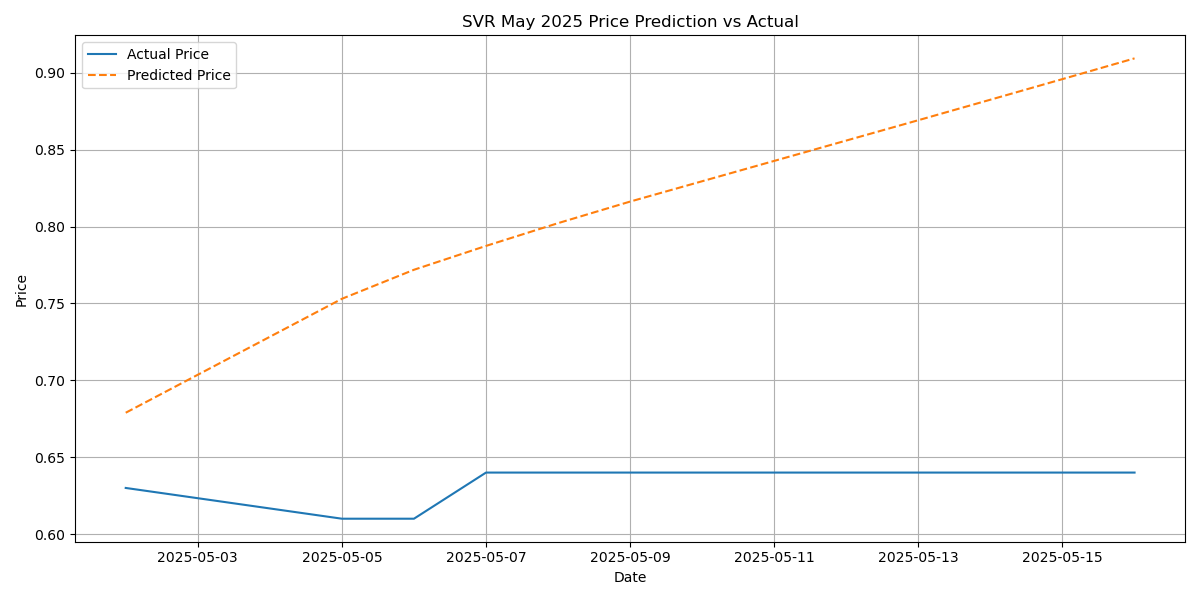 SVR May 2025 Price Prediction vs Actual
Actual Price
Predicted Price
Price
0.90
0.85
0.80
0.75
0.70
0.65
0.60
2025-05-03 2025-05-05 2025-05-07 2025-05-09 2025-05-11 2025-05-13 2025-05-15
Date